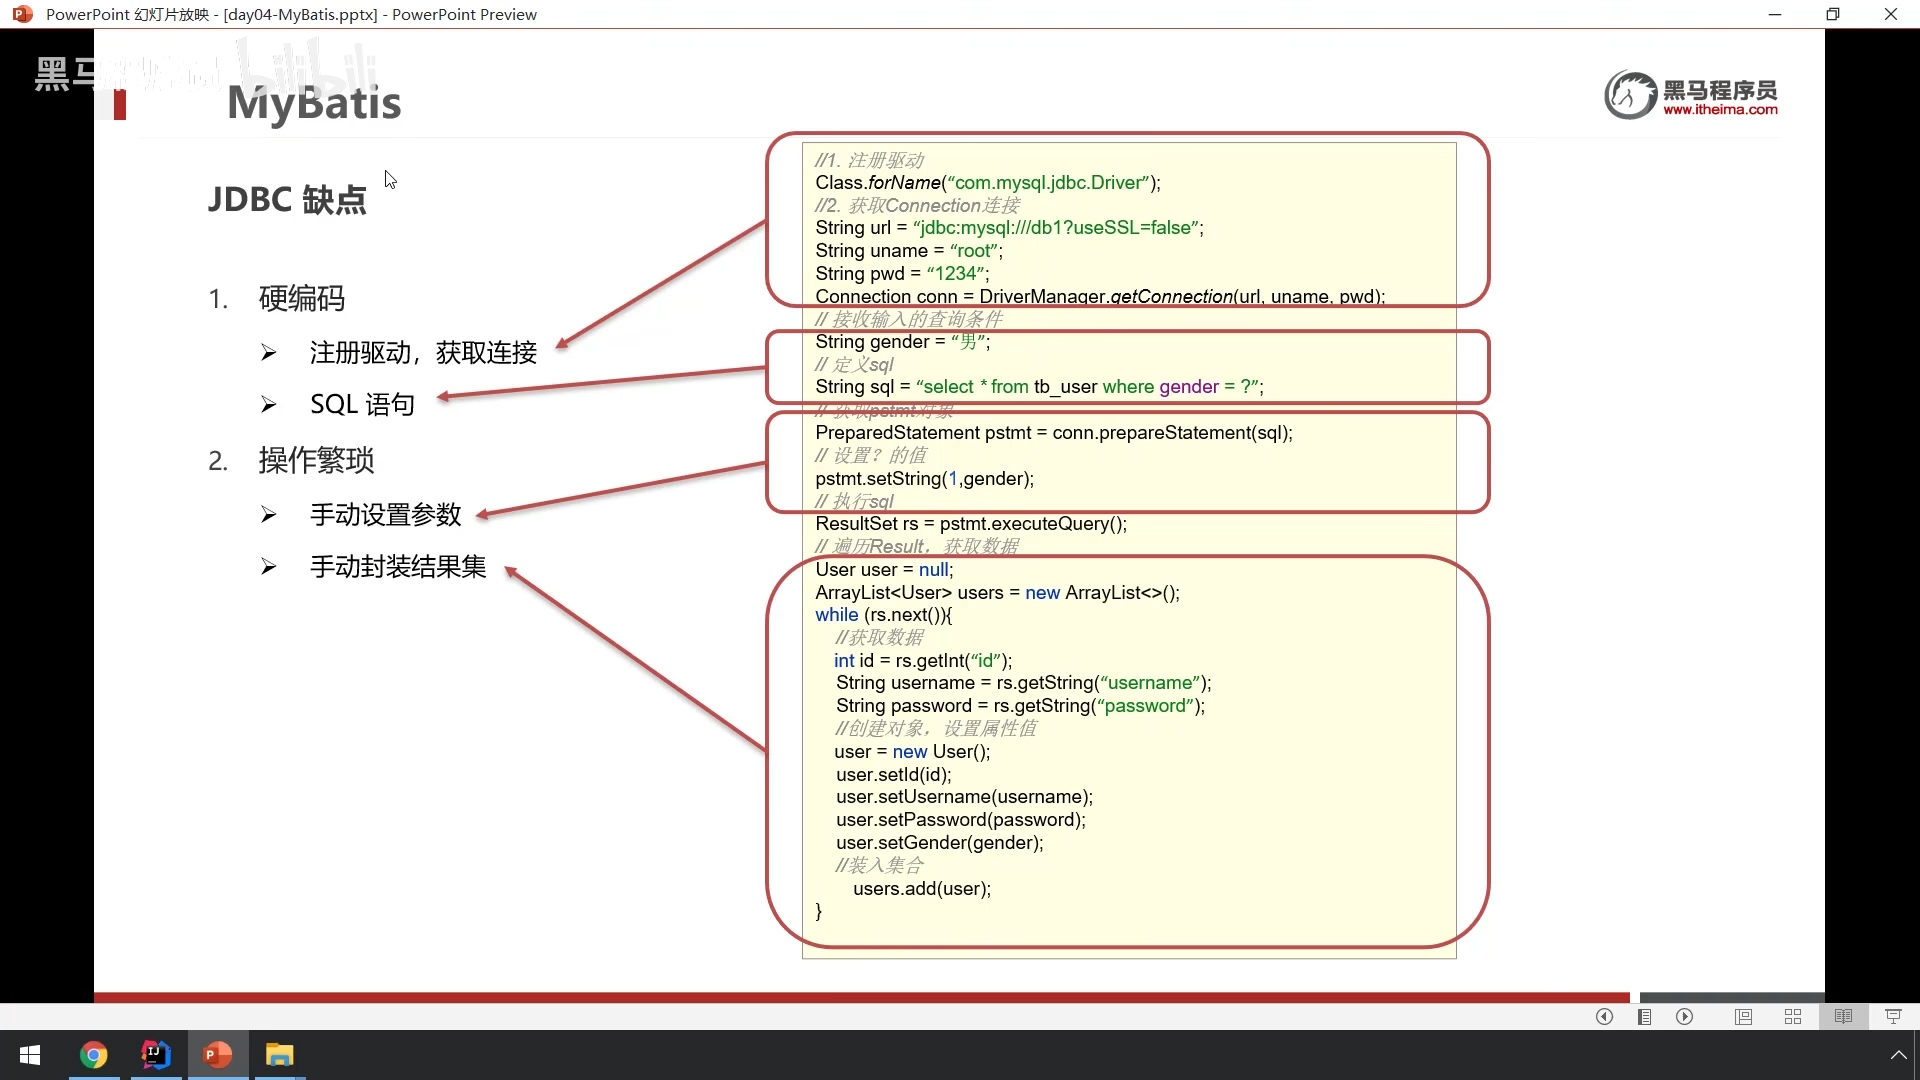 PowerPoint 幻灯片放映 - [day04-MyBatis.pptx] - PowerPoint Preview
bilibili
MyBatis
黑马程序员
www.itheima.com
JDBC 缺点
1. 硬编码
注册驱动，获取连接
SQL 语句
2. 操作繁琐
手动设置参数
手动封装结果集
//1. 注册驱动
Class.forName(“com.mysql.jdbc.Driver”);
//2. 获取Connection连接
String url = “jdbc:mysql:///db1?useSSL=false”;
String uname = “root”;
String pwd = “1234”;
Connection conn = DriverManager.getConnection(url, uname, pwd);
// 接收输入的查询条件
String gender = “男”;
// 定义sql
String sql = “select * from tb_user where gender = ?”;
// 获取pstmt对象
PreparedStatement pstmt = conn.prepareStatement(sql);
// 设置？的值
pstmt.setString(1,gender);
// 执行sql
ResultSet rs = pstmt.executeQuery();
// 遍历Result，获取数据
User user = null;
ArrayList<User> users = new ArrayList<>();
while (rs.next()){
//获取数据
int id = rs.getInt(“id”);
String username = rs.getString(“username”);
String password = rs.getString(“password”);
//创建对象，设置属性值
user = new User();
user.setId(id);
user.setUsername(username);
user.setPassword(password);
user.setGender(gender);
//装入集合
users.add(user);
}